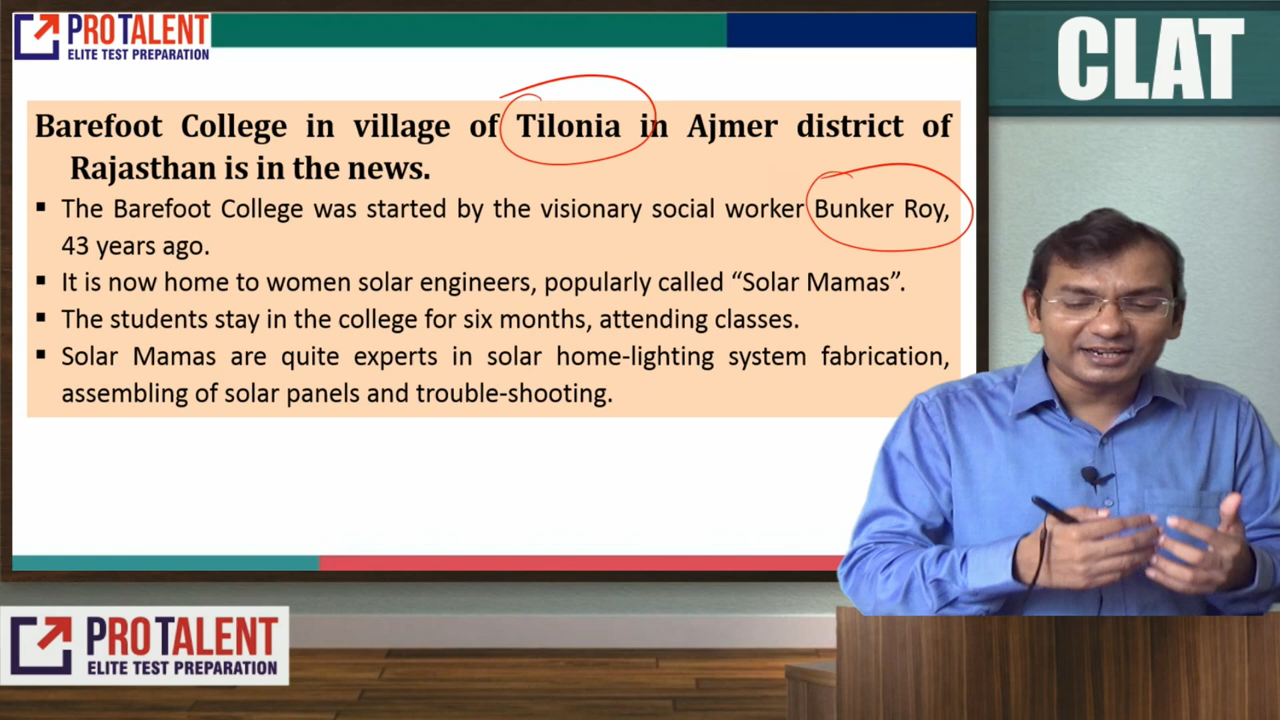 PROTALENT
ELITE TEST PREPARATION
CLAT
Barefoot College in village of Tilonia in Ajmer district of
Rajasthan is in the news.
▪ The Barefoot College was started by the visionary social worker Bunker Roy,
43 years ago.
▪ It is now home to women solar engineers, popularly called “Solar Mamas”.
▪ The students stay in the college for six months, attending classes.
▪ Solar Mamas are quite experts in solar home-lighting system fabrication,
assembling of solar panels and trouble-shooting.
PROTALENT
ELITE TEST PREPARATION